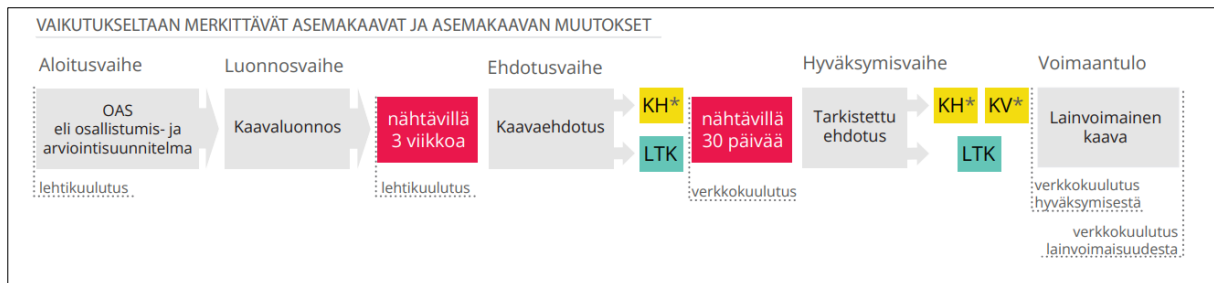 VAIKUTUKSELTAAN MERKITTÄVÄT ASEMAKAAVAT JA ASEMAKAAVAN MUUTOKSET
Aloitusvaihe
OAS
eli osallistumis- ja
arviointisuunnitelma
lehtikuulutus
Luonnosvaihe
Kaavaluonnos
nähtävillä
3 viikkoa
lehtikuulutus
Ehdotusvaihe
Kaavaehdotus
KH*
LTK
nähtävillä
30 päivää
verkkokuulutus
Hyväksymisvaihe
Tarkistettu
ehdotus
KH* KV*
LTK
Voimaantulo
Lainvoimainen
kaava
verkkokuulutus
hyväksymisestä
verkkokuulutus
lainvoimaisuudesta